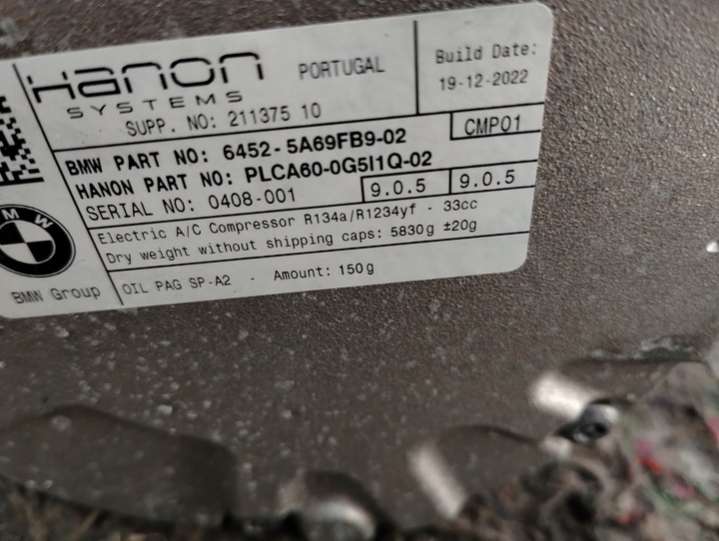 Hanon
SYSTEMS
PORTUGAL
Build Date:
19-12-2022
SUPP. NO: 211375 10
BMW PART NO: 6452-5A69FB9-02
CMP01
HANON PART NO: PLCA60-0G5I1Q-02
SERIAL NO: 0408-001
9.0.5
9.0.5
Electric A/C Compressor R134a/R1234yf - 33cc
Dry weight without shipping caps: 5830g ±20g
BMW
BMW Group
OIL PAG SP-A2 - Amount: 150g